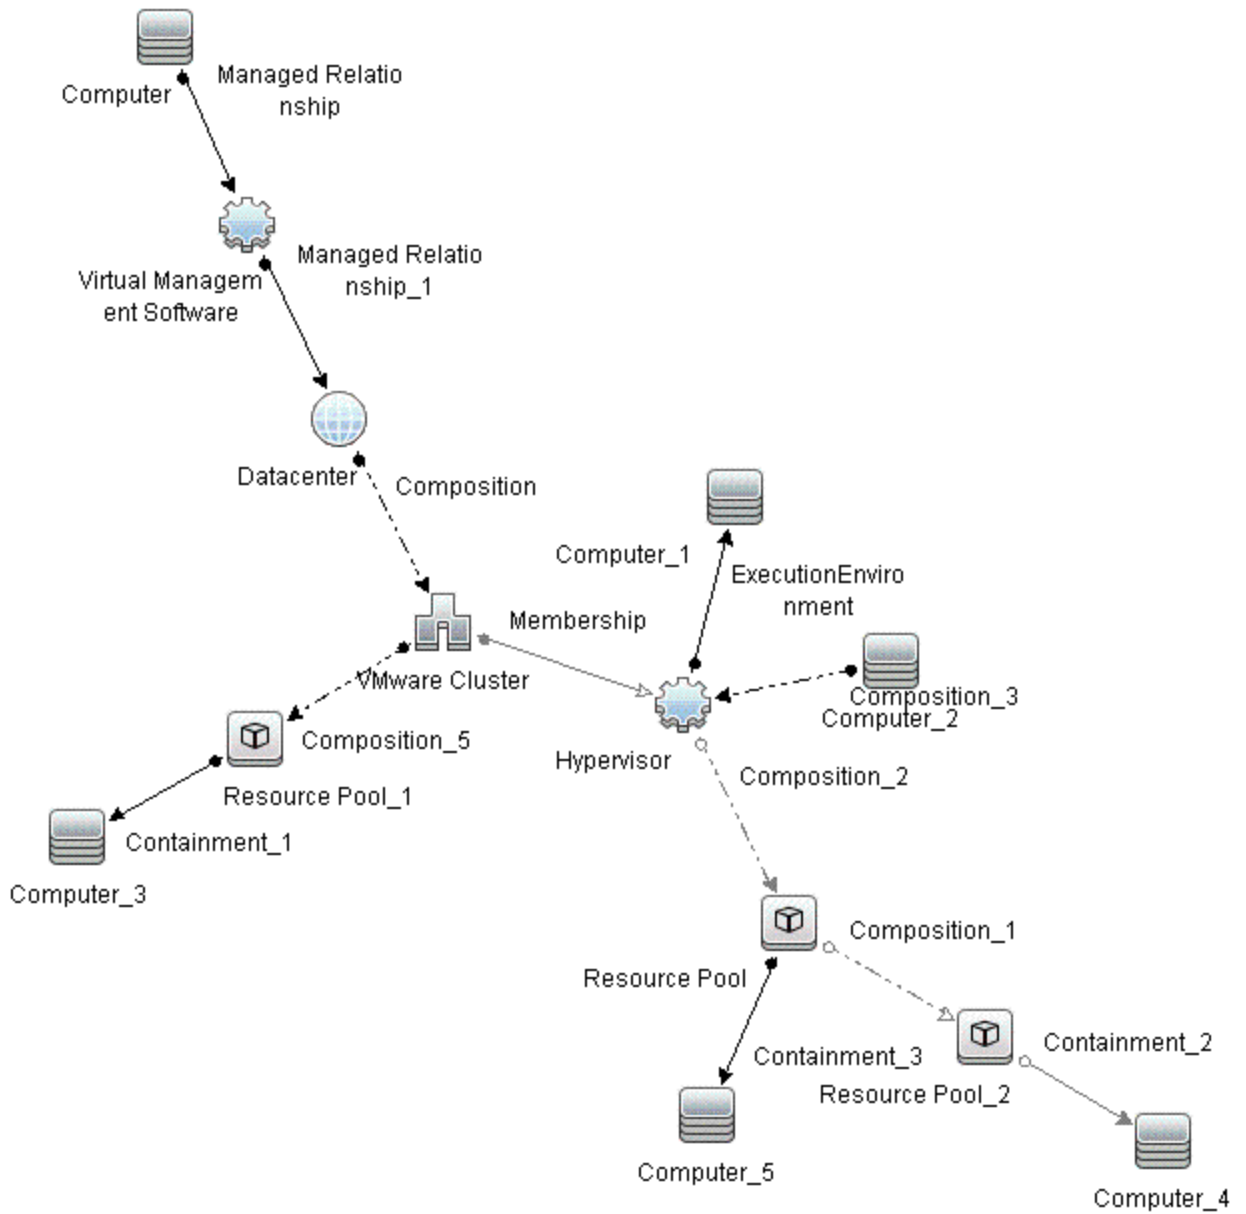 Managed Relatio
nship
Computer
Managed Relatio
nship_1
Virtual Managem
ent Software
Datacenter
Composition
Computer_1
ExecutionEnviro
nment
Membership
VMware Cluster
Composition_3
Computer_2
Composition_5
Hypervisor
Composition_2
Resource Pool_1
Containment_1
Computer_3
Composition_1
Resource Pool
Containment_2
Containment_3
Resource Pool_2
Computer_5
Computer_4